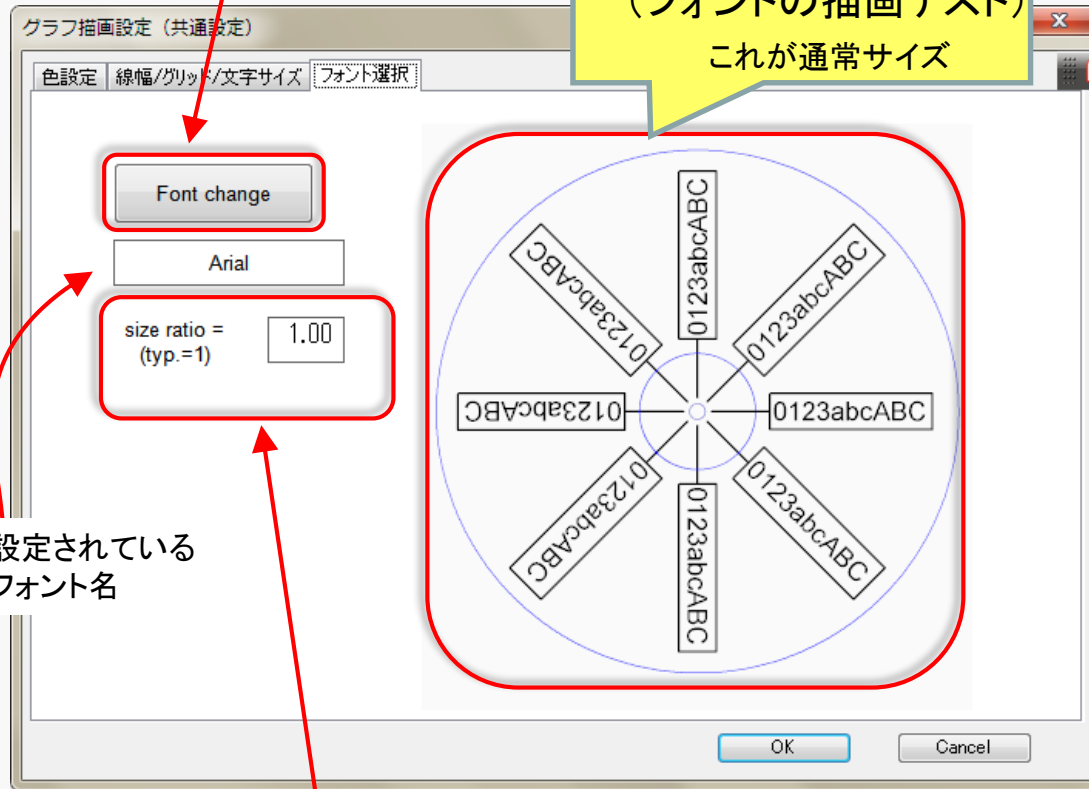 （フォントの描画テスト）
これが通常サイズ
グラフ描画設定（共通設定）
色設定
線幅/グリッド/文字サイズ
フォント選択
Font change
Arial
size ratio =
(typ.=1)
1.00
0123abcABC
0123abcABC
0123abcABC
0123abcABC
0123abcABC
0123abcABC
0123abcABC
0123abcABC
設定されている
フォント名
OK
Cancel